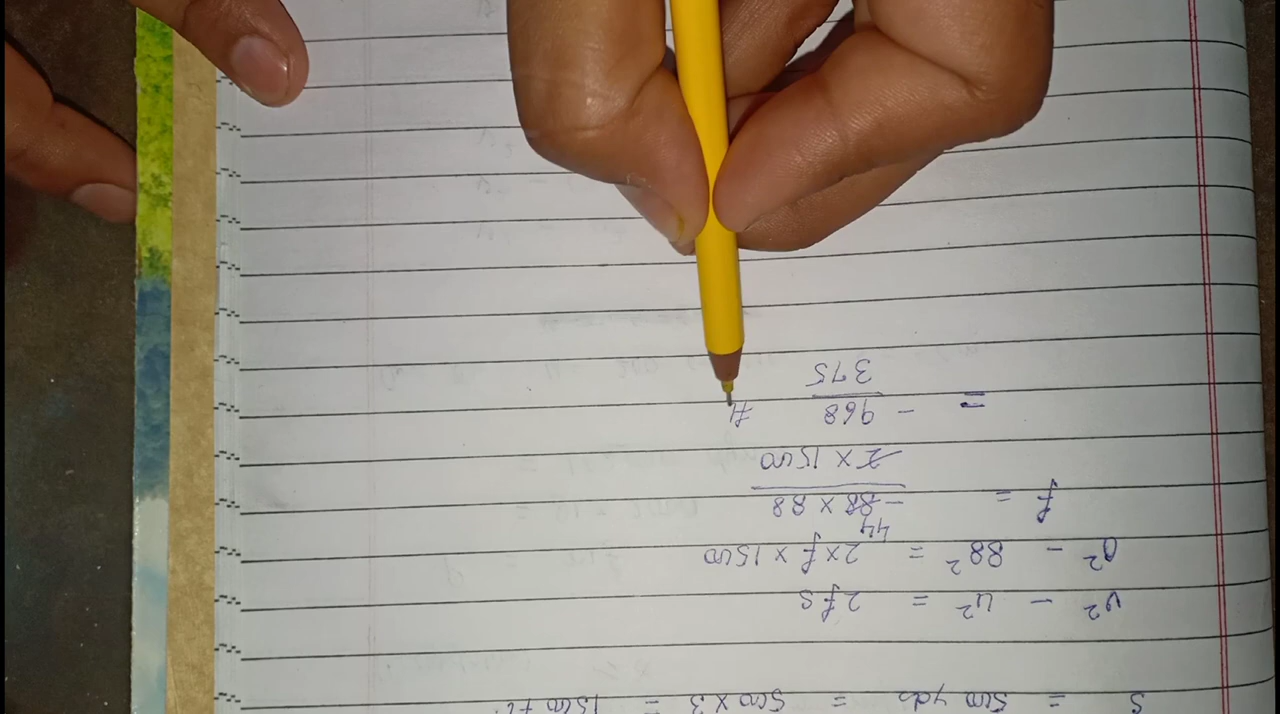 S = 500 yds = 500 × 3 = 1500 ft.
v² - u² = 2fs
0² - 88² = 2 × f × 1500
f = -88 × 88 / 2 × 1500
44
= - 968 / 375 ft